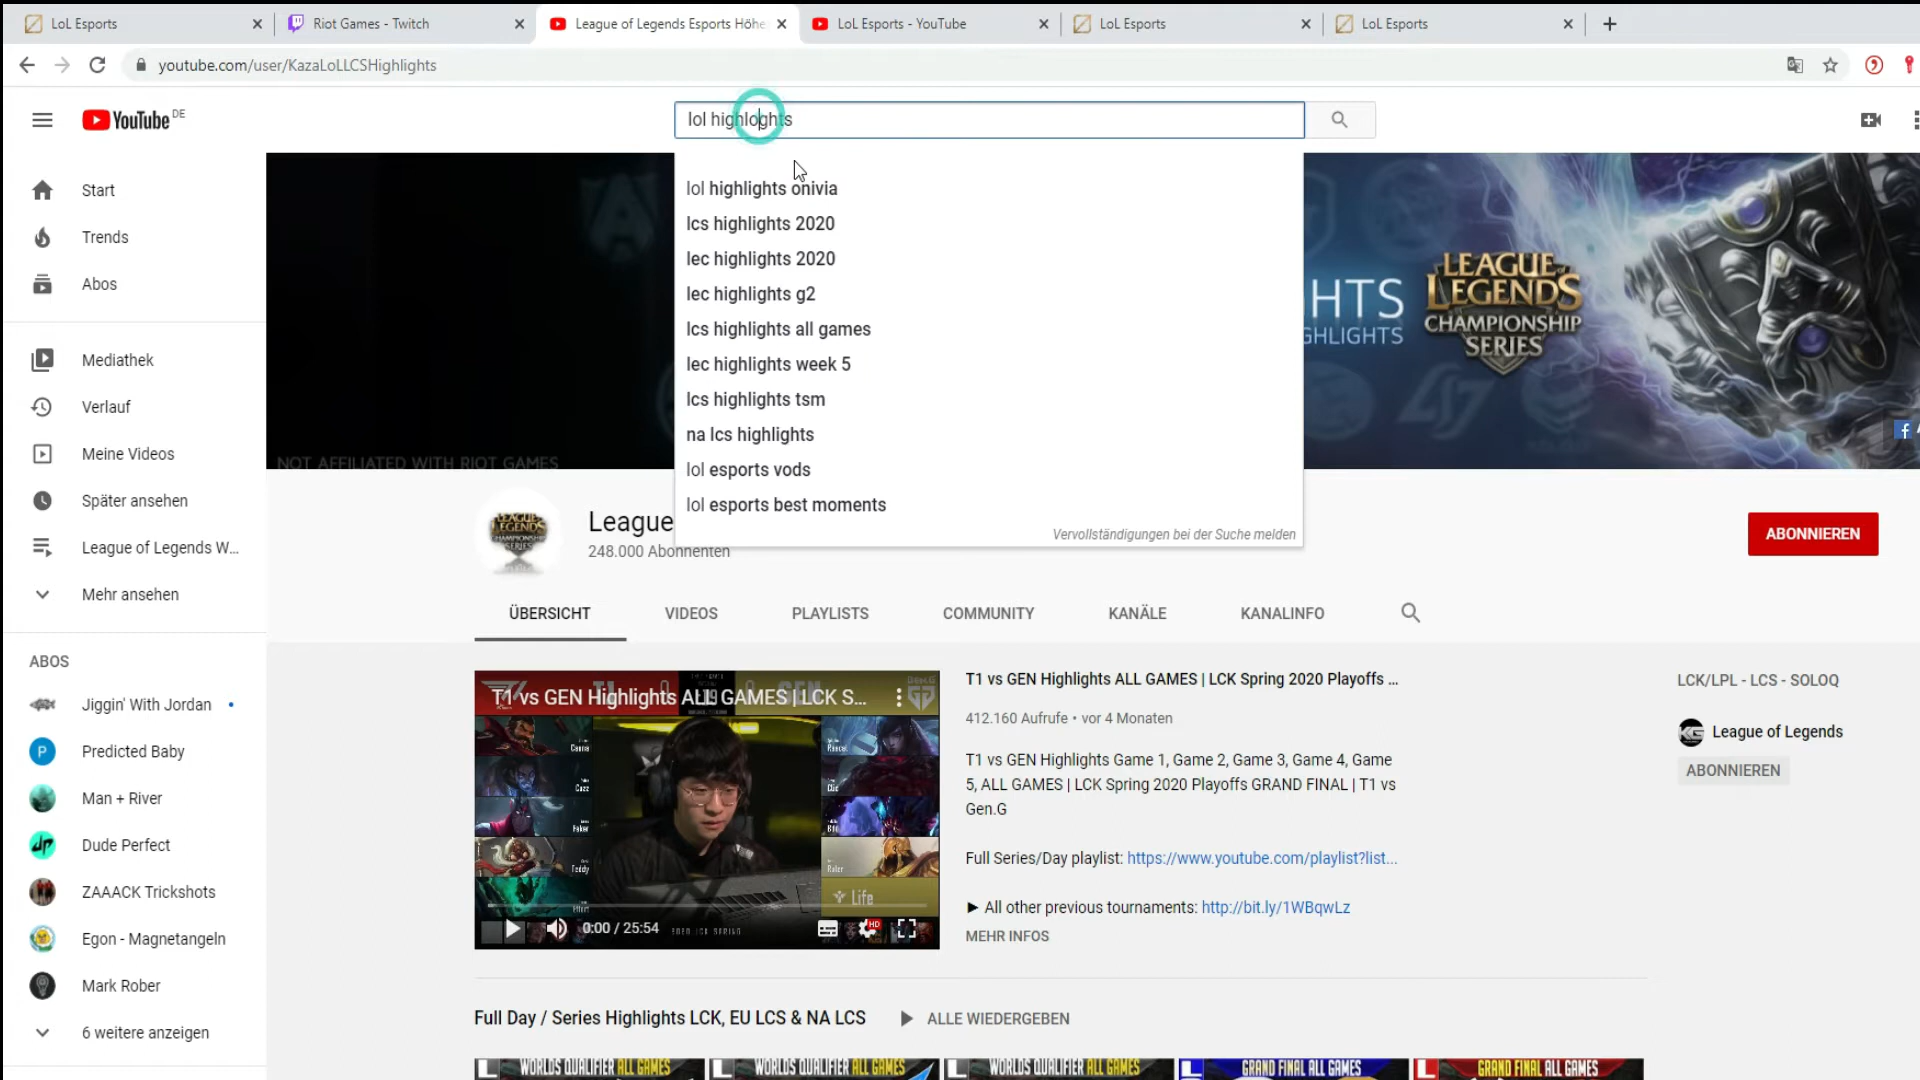 LoL Esports
Riot Games - Twitch
League of Legends Esports Höhe
LoL Esports - YouTube
LoL Esports
LoL Esports
youtube.com/user/KazaLoLLCSHighlights
YouTube DE
lol highloghts
Start
Trends
Abos
Mediathek
Verlauf
Meine Videos
Später ansehen
League of Legends W...
Mehr ansehen
ABOS
Jiggin' With Jordan
Predicted Baby
Man + River
Dude Perfect
ZAAACK Trickshots
Egon - Magnetangeln
Mark Rober
6 weitere anzeigen
lol highlights onivia
lcs highlights 2020
lec highlights 2020
lec highlights g2
lcs highlights all games
lec highlights week 5
lcs highlights tsm
na lcs highlights
lol esports vods
lol esports best moments
Vervollständigungen bei der Suche melden
NOT AFFILIATED WITH RIOT GAMES
HTS
GHLIGHTS
LEAGUE of
LEGENDS
CHAMPIONSHIP
SERIES
League
248.000 Abonnenten
ABONNIEREN
ÜBERSICHT
VIDEOS
PLAYLISTS
COMMUNITY
KANÄLE
KANALINFO
T1 vs GEN Highlights ALL GAMES | LCK S...
Life
0:00 / 25:54
HD
T1 vs GEN Highlights ALL GAMES | LCK Spring 2020 Playoffs ...
412.160 Aufrufe • vor 4 Monaten
T1 vs GEN Highlights Game 1, Game 2, Game 3, Game 4, Game
5, ALL GAMES | LCK Spring 2020 Playoffs GRAND FINAL | T1 vs
Gen.G
Full Series/Day playlist: https://www.youtube.com/playlist?list...
► All other previous tournaments: http://bit.ly/1WBqwLz
MEHR INFOS
LCK/LPL - LCS - SOLOQ
League of Legends
ABONNIEREN
Full Day / Series Highlights LCK, EU LCS & NA LCS
ALLE WIEDERGEBEN
WORLDS QUALIFIER ALL GAMES
WORLDS QUALIFIER ALL GAMES
WORLDS QUALIFIER ALL GAMES
GRAND FINAL ALL GAMES
GRAND FINAL ALL GAMES